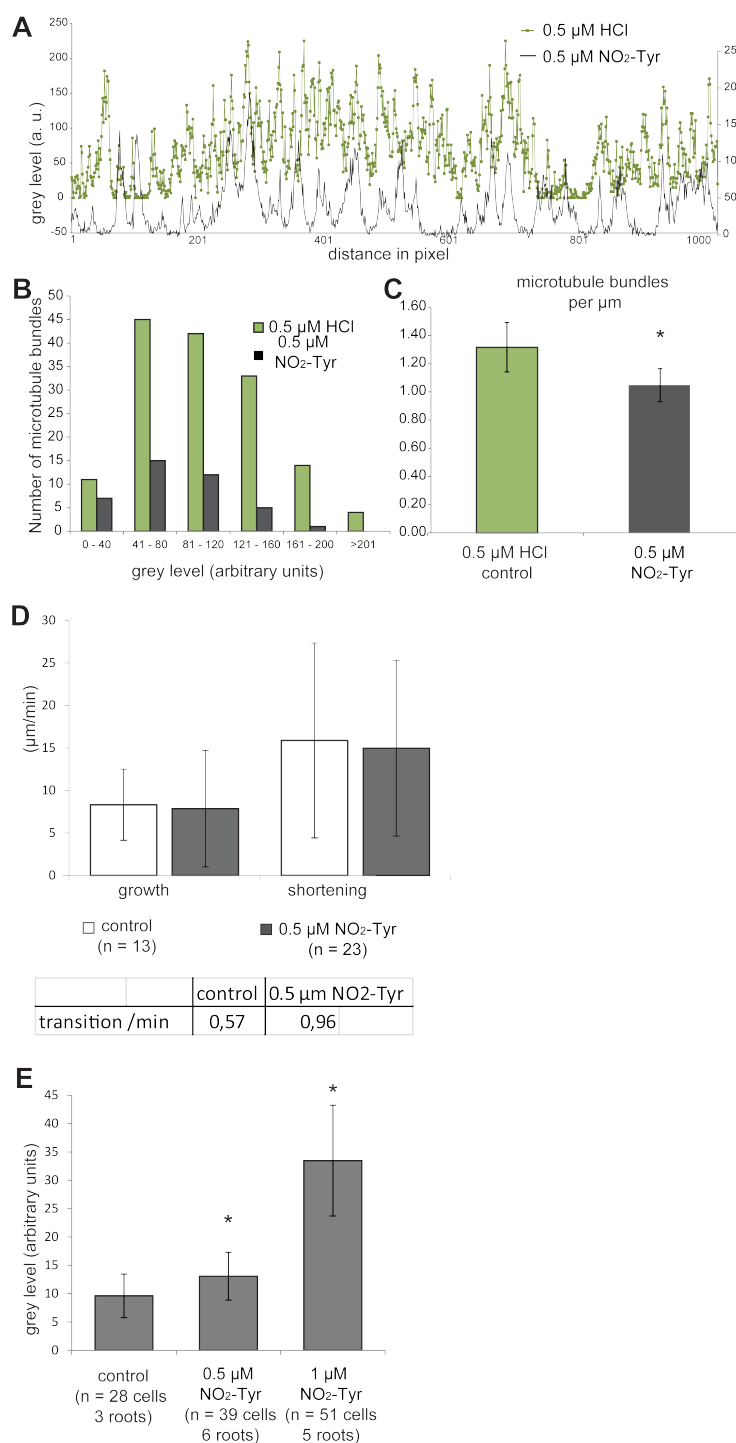 A
0.5 µM HCl
0.5 µM NO2-Tyr
grey level (a. u.)
250
200
150
100
50
0
-50
25
20
15
10
50
0
1
201
401
601
801
1000
distance in pixel
B
Number of microtubule bundles
50
45
40
35
30
25
20
15
10
5
0
0.5 µM HCl
0.5 µM
NO2-Tyr
0 - 40
41 - 80
81 - 120
121 - 160
161 - 200
>201
grey level (arbitrary units)
C
microtubule bundles
per µm
1.60
1.40
1.20
1.00
0.80
0.60
0.40
0.20
0.00
*
0.5 µM HCl
control
0.5 µM
NO2-Tyr
D
(µm/min)
30
25
20
15
10
5
0
growth
shortening
control
(n = 13)
0.5 µM NO2-Tyr
(n = 23)
control 0.5 µm NO2-Tyr
transition /min 0,57 0,96
E
grey level (arbitrary units)
45
40
35
30
25
20
15
10
5
0
*
*
control
(n = 28 cells
3 roots)
0.5 µM
NO2-Tyr
(n = 39 cells
6 roots)
1 µM
NO2-Tyr
(n = 51 cells
5 roots)